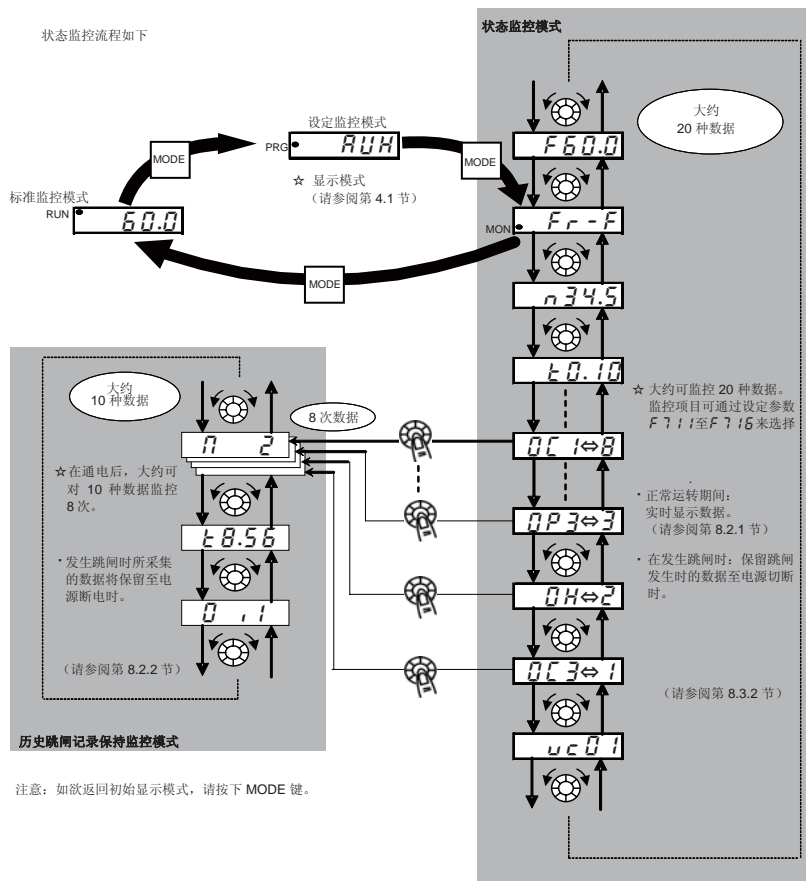 状态监控流程如下
状态监控模式
大约
20 种数据
设定监控模式
PRG
AUH
MODE
MODE
☆ 显示模式
（请参阅第 4.1 节）
标准监控模式
RUN
60.0
MODE
F60.0
MON
Fr-F
n34.5
t0.10
☆ 大约可监控 20 种数据。
监控项目可通过设定参数
F711至F716来选择
OC1⇔8
・正常运转期间：
实时显示数据。
（请参阅第 8.2.1 节）
OP3⇔3
・在发生跳闸时：保留跳闸
发生时的数据至电源切断
时。
OH⇔2
OC3⇔1
（请参阅第 8.3.2 节）
uc01
大约
10 种数据
8 次数据
n 2
☆在通电后，大约可
对 10 种数据监控
8 次。
t8.56
・发生跳闸时所采集
的数据将保留至电
源断电时。
（请参阅第 8.2.2 节）
历史跳闸记录保持监控模式
注意：如欲返回初始显示模式，请按下 MODE 键。